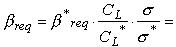 β_req = β*_req · C_L / C_L* · σ / σ* =